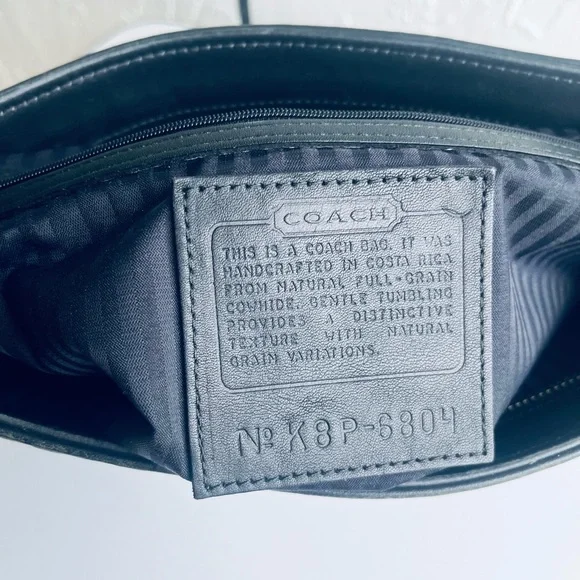 COACH
THIS IS A COACH BAG. IT WAS
HANDCRAFTED IN COSTA RICA
FROM NATURAL FULL-GRAIN
COWHIDE. GENTLE TUMBLING
PROVIDES A DISTINCTIVE
TEXTURE WITH NATURAL
GRAIN VARIATIONS.
№ K8P-6804